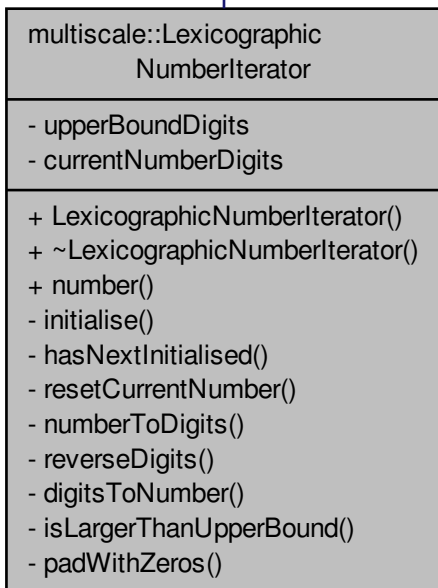 multiscale::Lexicographic
NumberIterator
- upperBoundDigits
- currentNumberDigits
+ LexicographicNumberIterator()
+ ~LexicographicNumberIterator()
+ number()
- initialise()
- hasNextInitialised()
- resetCurrentNumber()
- numberToDigits()
- reverseDigits()
- digitsToNumber()
- isLargerThanUpperBound()
- padWithZeros()